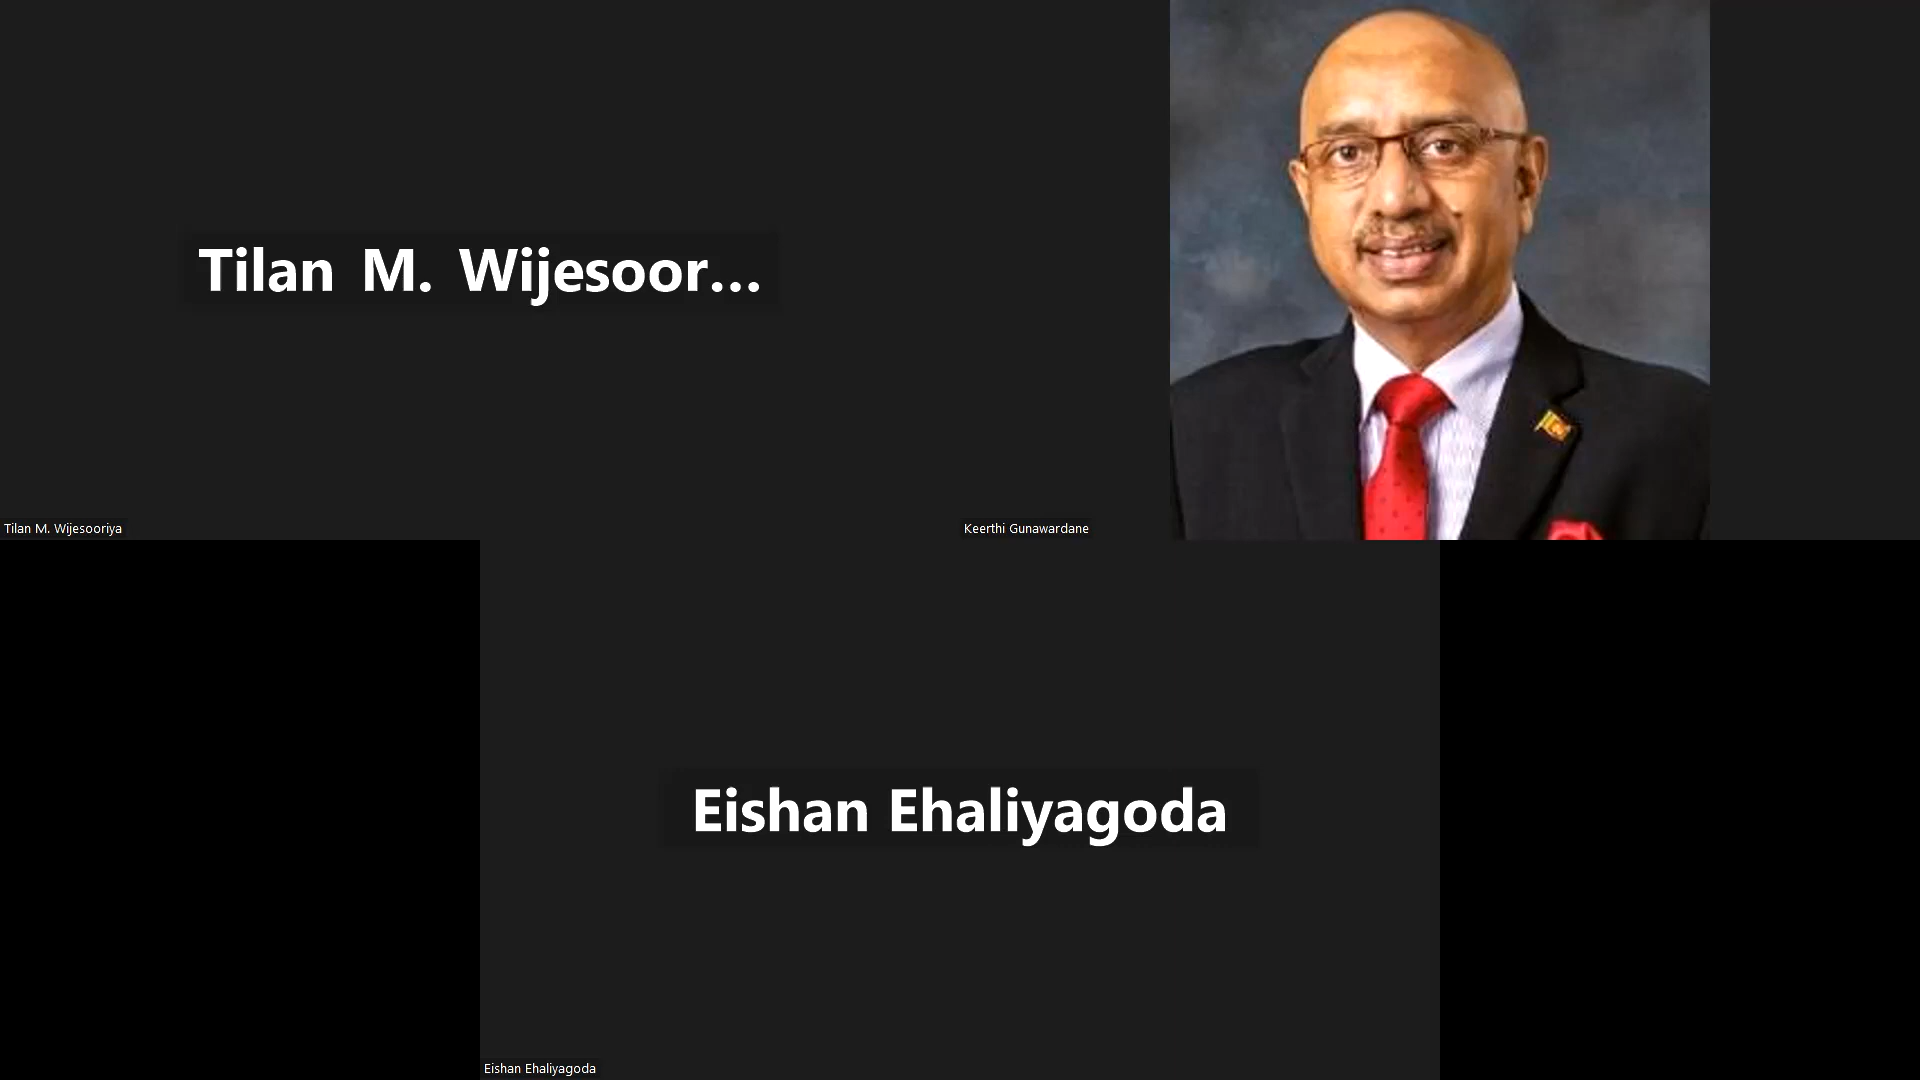 Tilan M. Wijesoor...
Tilan M. Wijesooriya
Keerthi Gunawardane
Eishan Ehaliyagoda
Eishan Ehaliyagoda